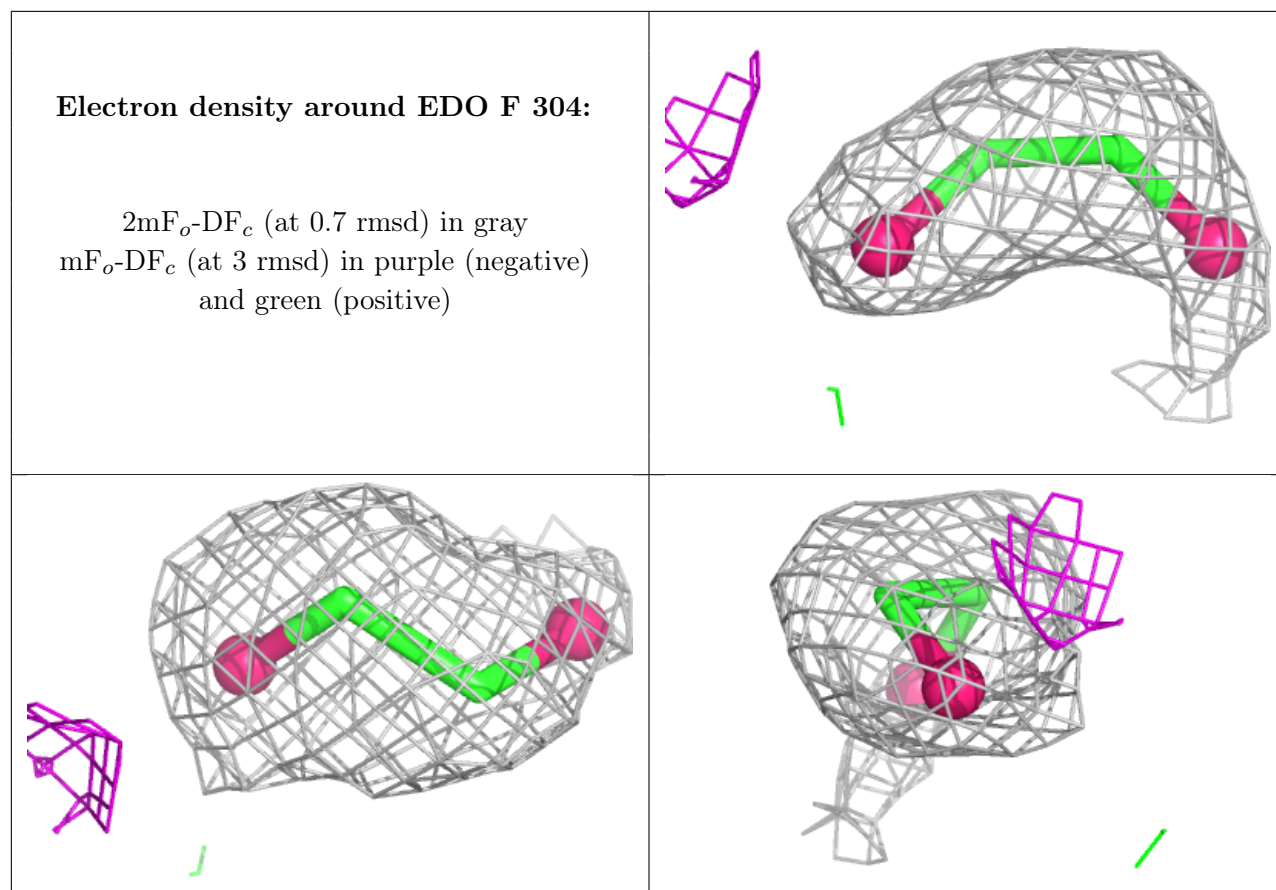 Electron density around EDO F 304:
2mFo-DFc (at 0.7 rmsd) in gray
mFo-DFc (at 3 rmsd) in purple (negative)
and green (positive)